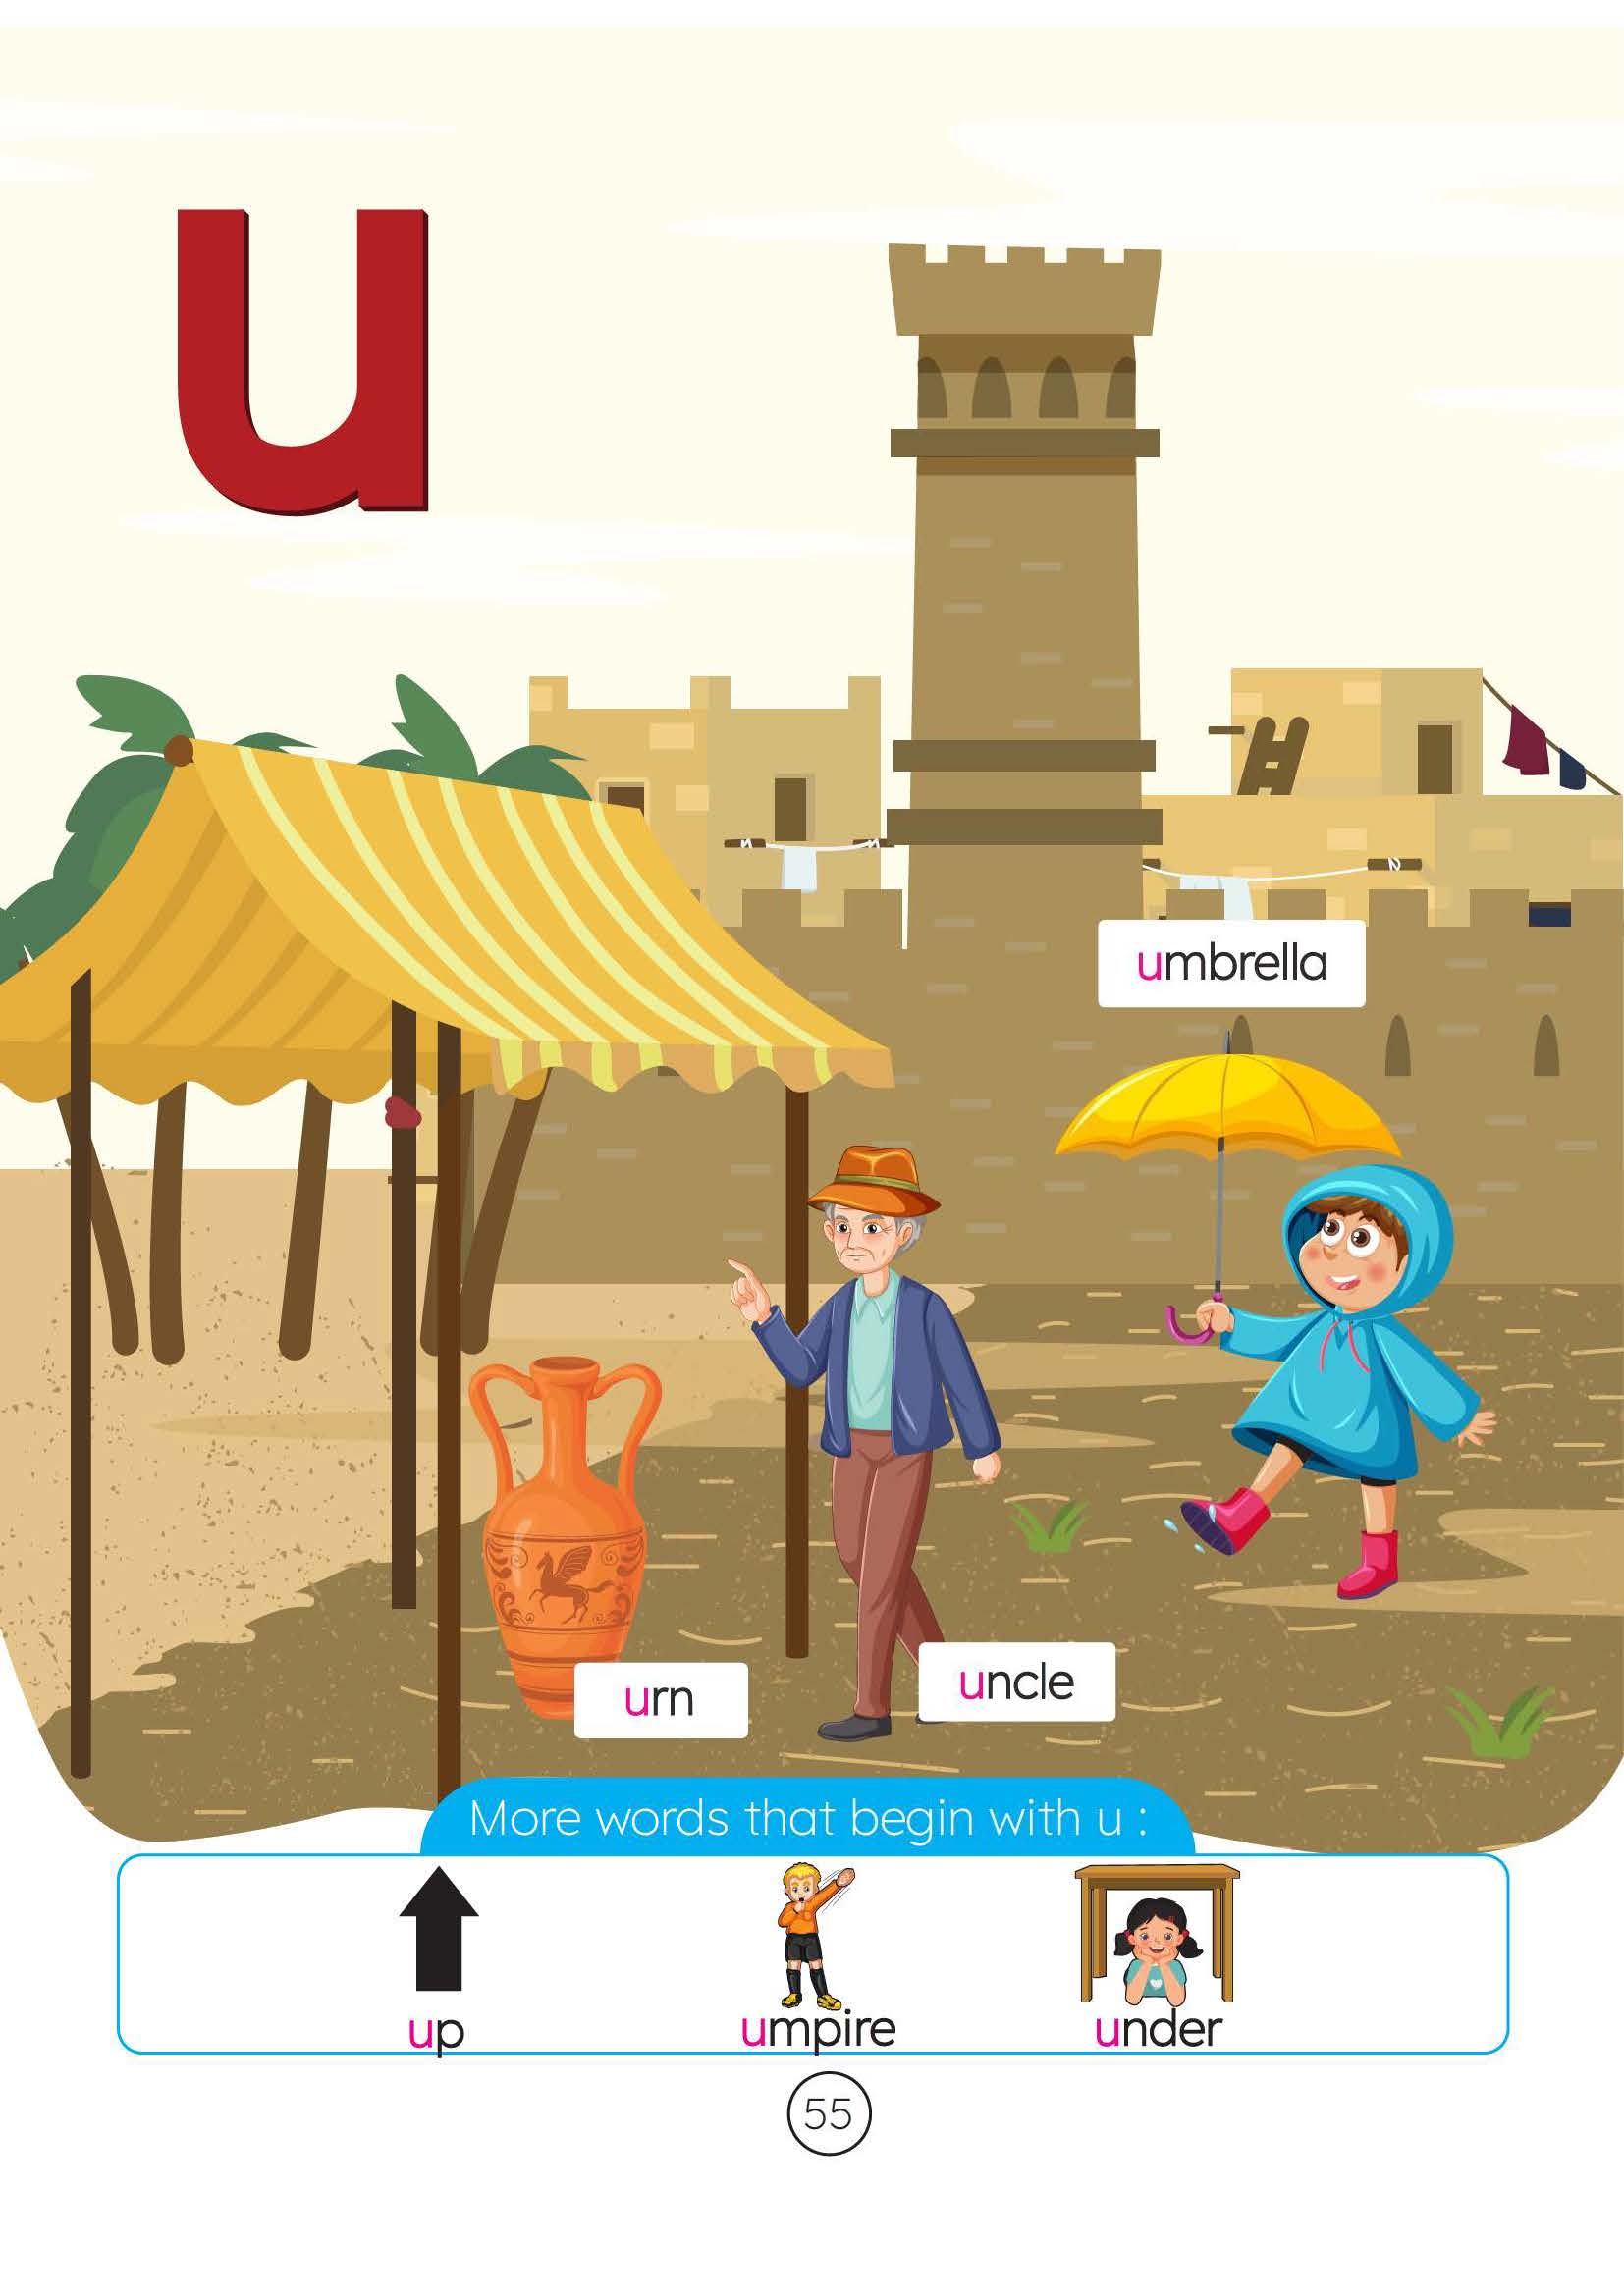 u
umbrella
urn
uncle
More words that begin with u :
up
umpire
under
55